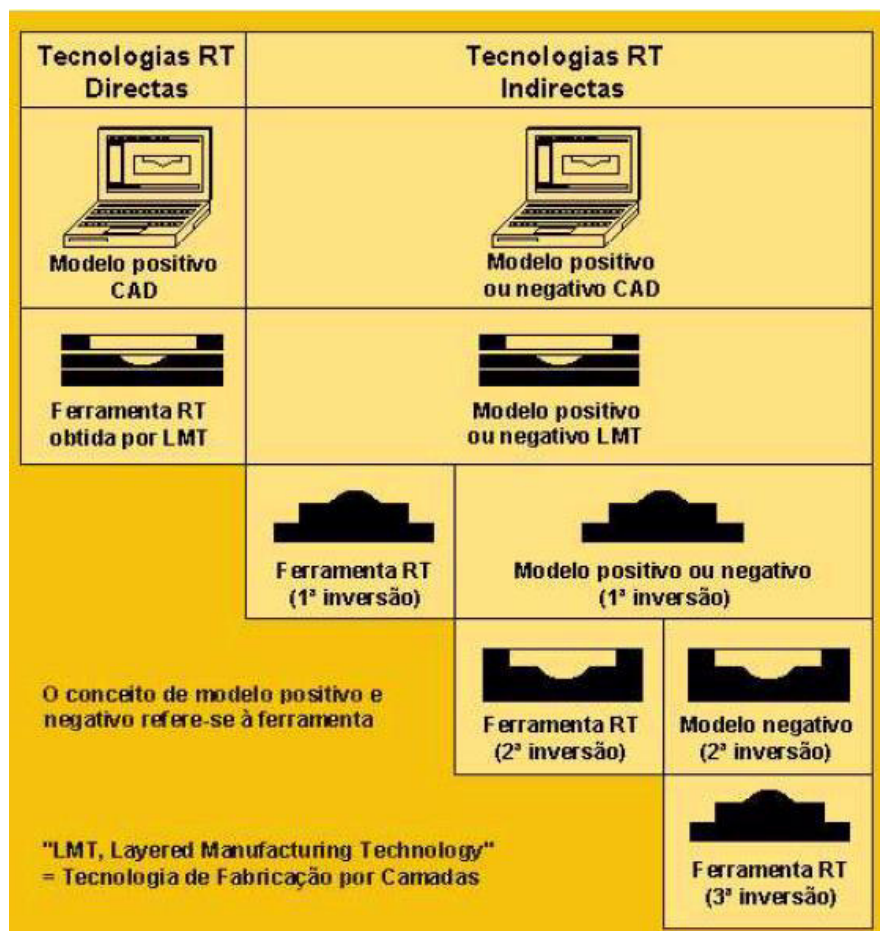 Tecnologias RT
Directas
Tecnologias RT
Indirectas
Modelo positivo
CAD
Modelo positivo
ou negativo CAD
Ferramenta RT
obtida por LMT
Modelo positivo
ou negativo LMT
Ferramenta RT
(1ª inversão)
Modelo positivo ou negativo
(1ª inversão)
O conceito de modelo positivo e
negativo refere-se à ferramenta
Ferramenta RT
(2ª inversão)
Modelo negativo
(2ª inversão)
"LMT, Layered Manufacturing Technology"
= Tecnologia de Fabricação por Camadas
Ferramenta RT
(3ª inversão)